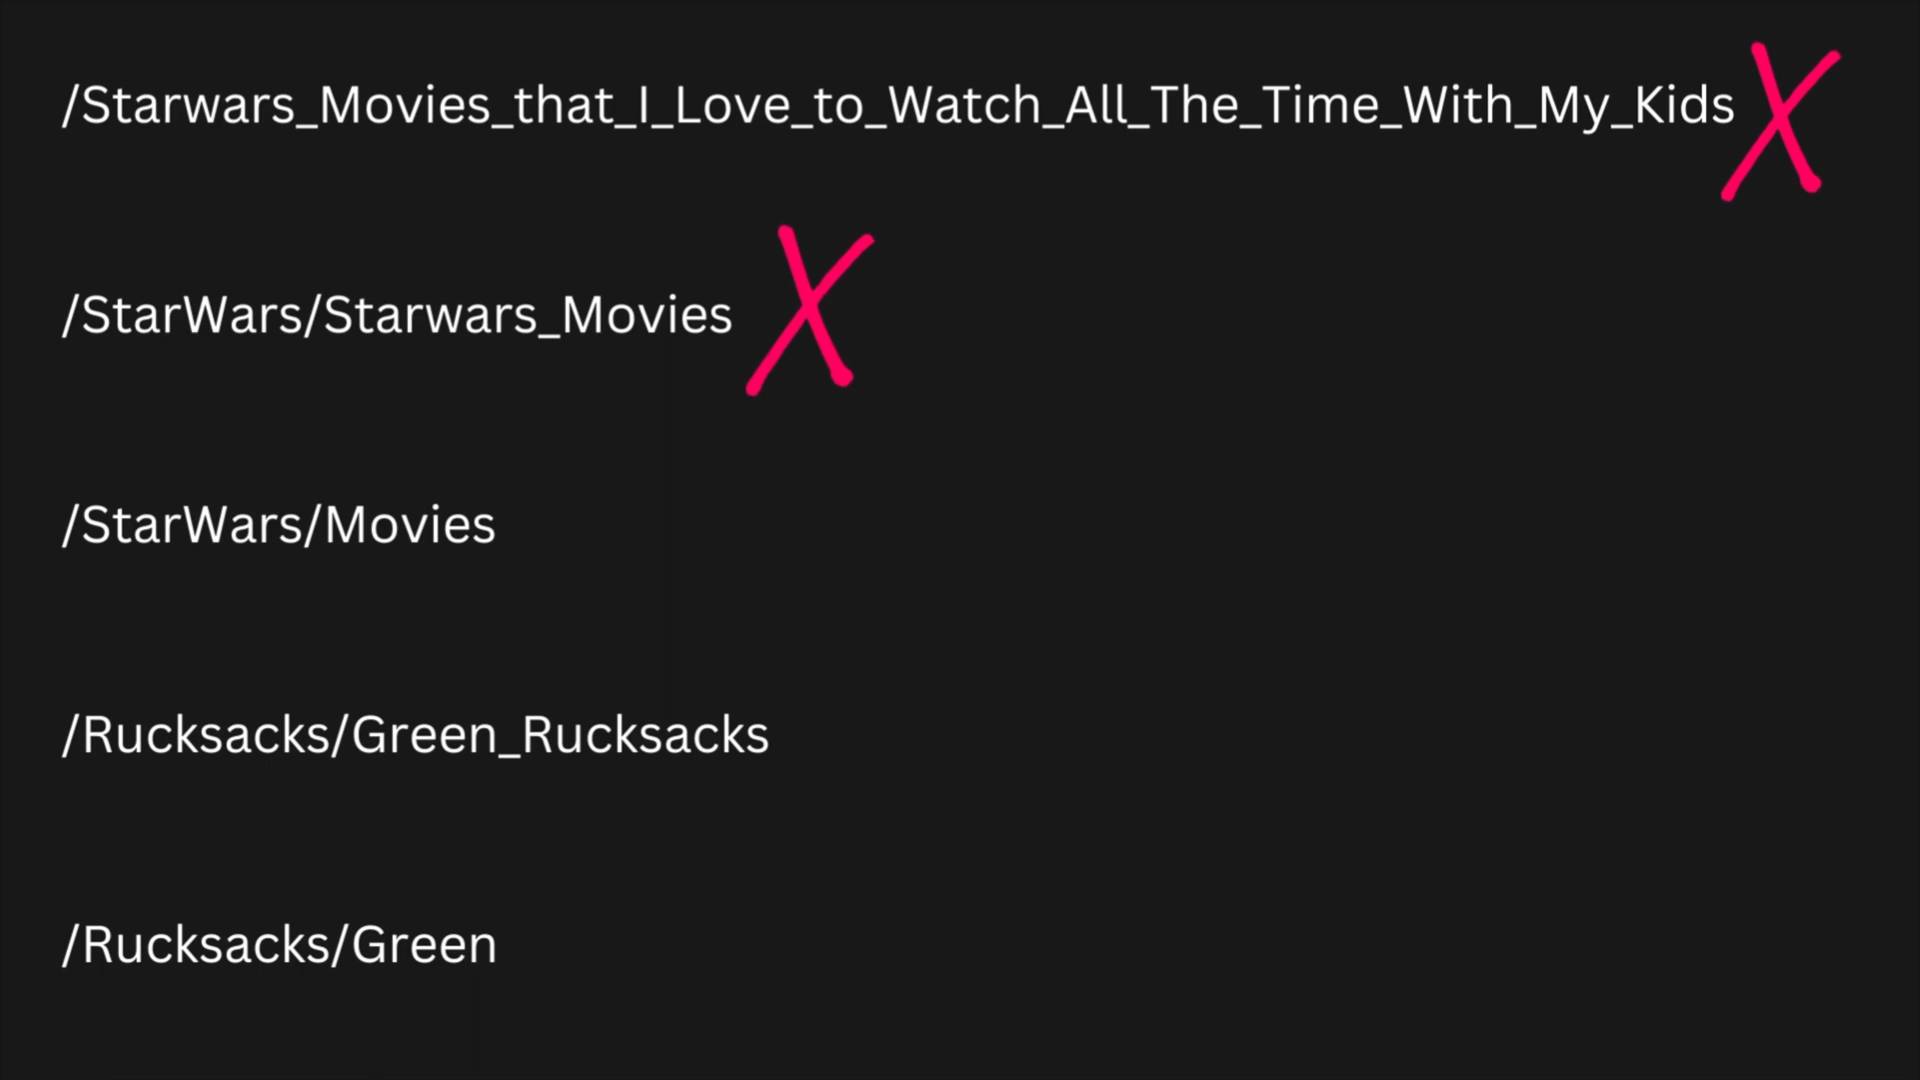 /Starwars_Movies_that_I_Love_to_Watch_All_The_Time_With_My_Kids
/StarWars/Starwars_Movies
/StarWars/Movies
/Rucksacks/Green_Rucksacks
/Rucksacks/Green